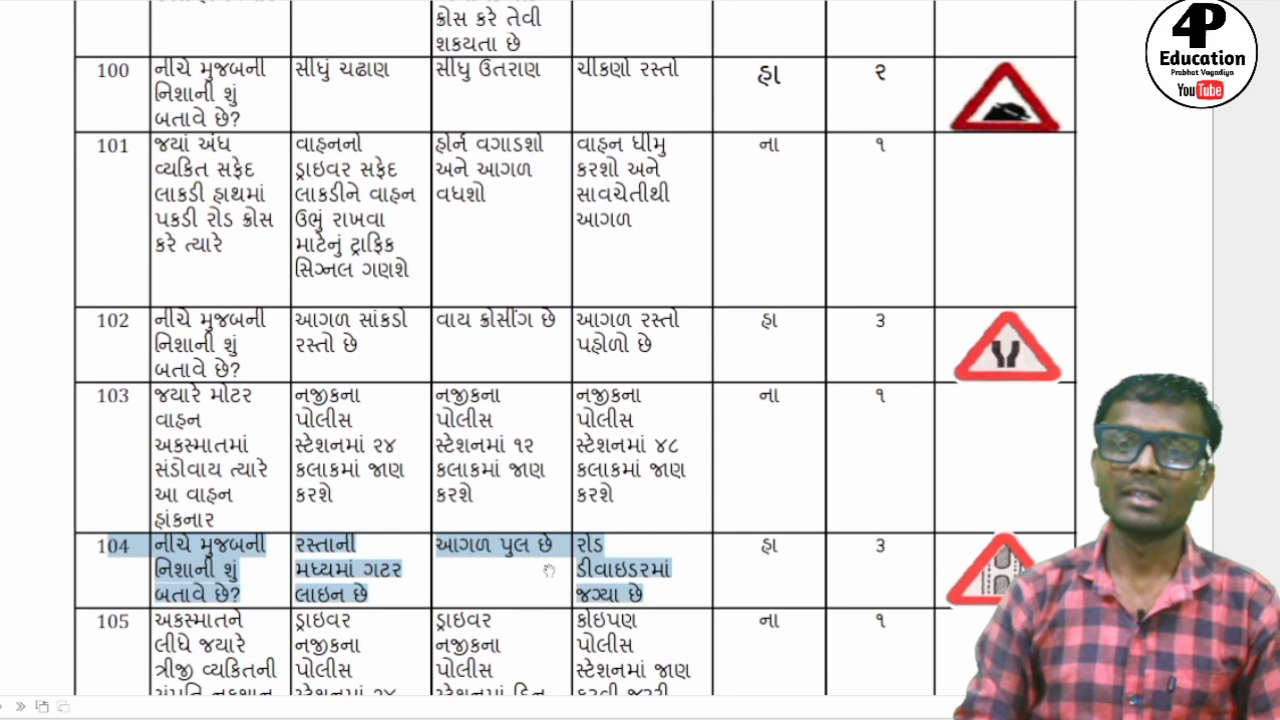 ક્રોસ કરે તેવી
શકયતા છે
100 નીચે મુજબની નિશાની શું બતાવે છે? સીધું ચઢાણ સીધુ ઉતરાણ ચીકણો રસ્તો હા ૨
101 જયાં અંધ વ્યકિત સફેદ લાકડી હાથમાં પકડી રોડ ક્રોસ કરે ત્યારે વાહનનો ડ્રાઇવર સફેદ લાકડીને વાહન ઉભું રાખવા માટેનું ટ્રાફિક સિગ્નલ ગણશે હોર્ન વગાડશો અને આગળ વધશો વાહન ધીમુ કરશો અને સાવચેતીથી આગળ ના ૧
102 નીચે મુજબની નિશાની શું બતાવે છે? આગળ સાંકડો રસ્તો છે વાય ક્રોસીંગ છે આગળ રસ્તો પહોળો છે હા ૩
103 જયારે મોટર વાહન અકસ્માતમાં સંડોવાય ત્યારે આ વાહન હાંકનાર નજીકના પોલીસ સ્ટેશનમાં ૨૪ કલાકમાં જાણ કરશે નજીકના પોલીસ સ્ટેશનમાં ૧૨ કલાકમાં જાણ કરશે નજીકના પોલીસ સ્ટેશનમાં ૪૮ કલાકમાં જાણ કરશે ના ૧
104 નીચે મુજબની નિશાની શું બતાવે છે? રસ્તાની મધ્યમાં ગટર લાઇન છે આગળ પુલ છે રોડ ડીવાઇડરમાં જગ્યા છે હા ૩
105 અકસ્માતને લીધે જયારે ત્રીજી વ્યકિતની ડ્રાઇવર નજીકના પોલીસ ડ્રાઇવર નજીકના પોલીસ કોઇપણ પોલીસ સ્ટેશનમાં જાણ ના ૧
4P
Education
Prabhat Vagadiya
YouTube